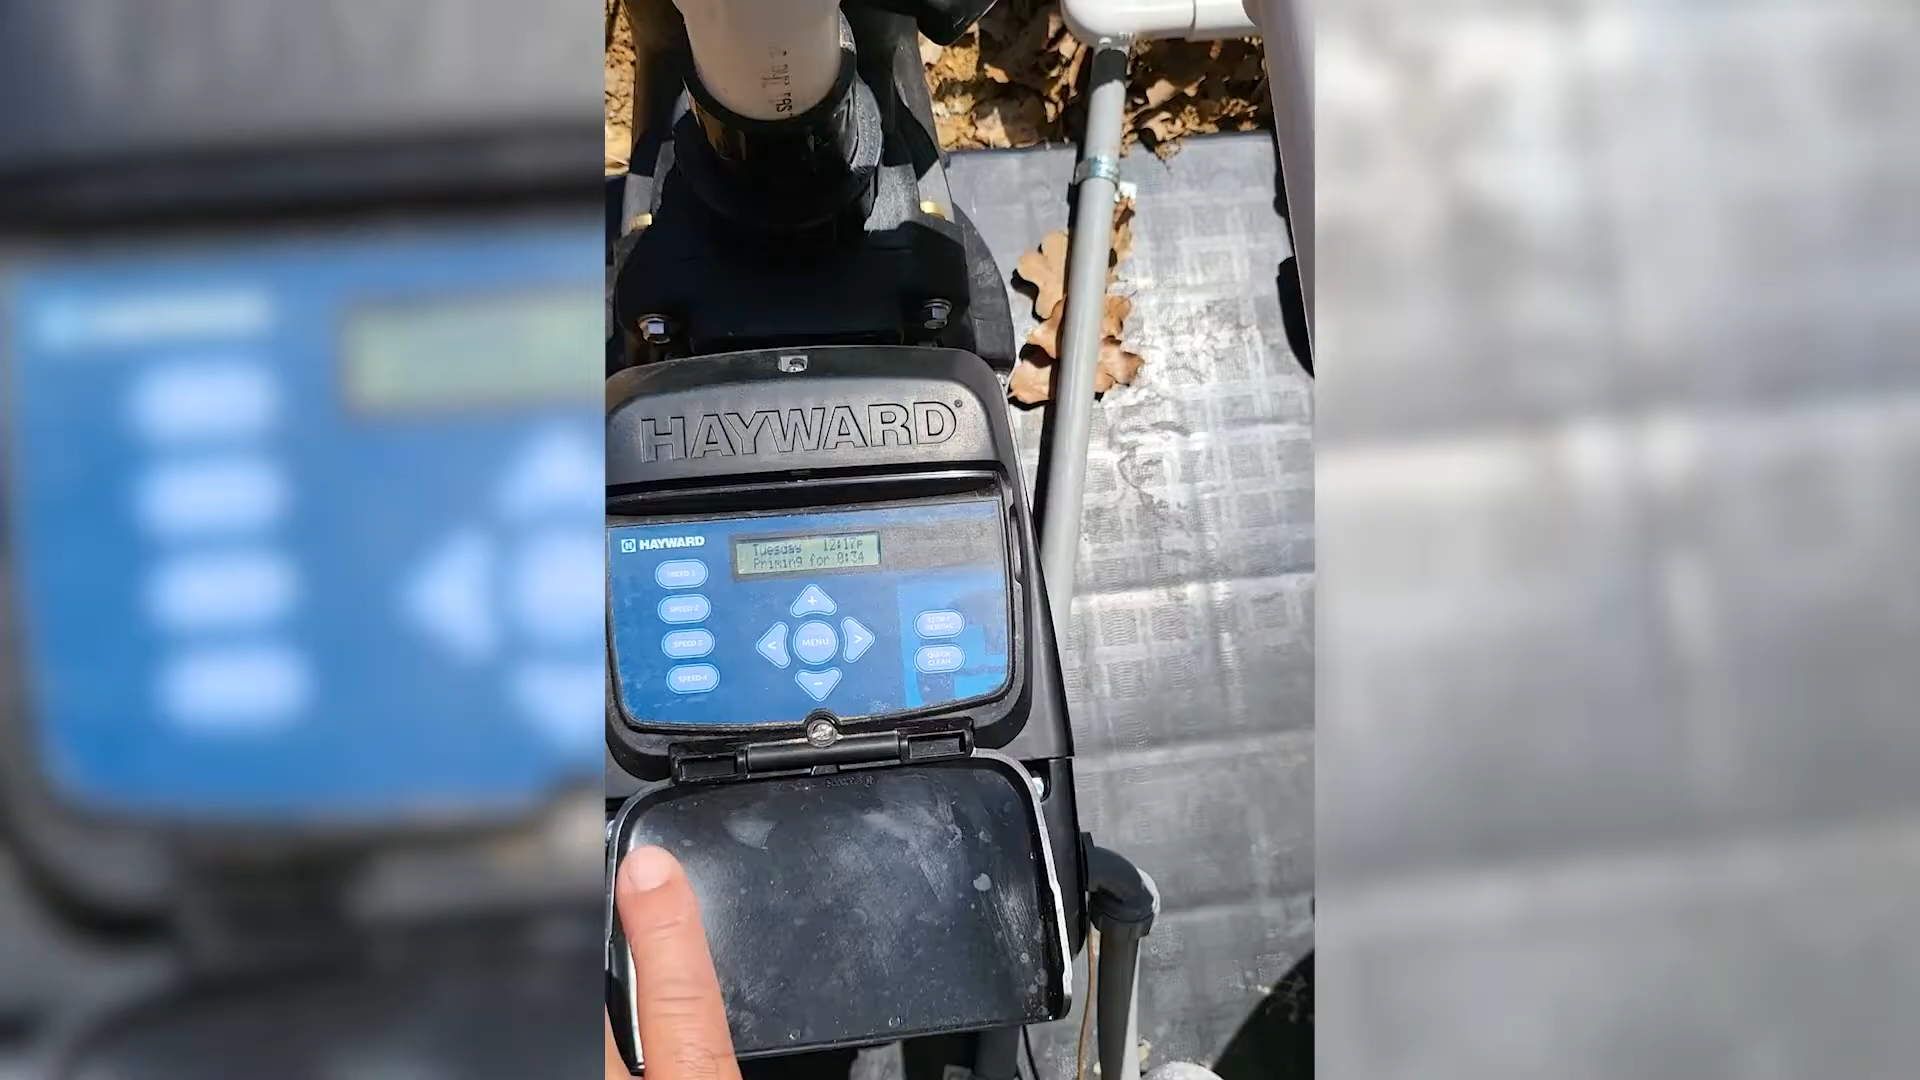 HAYWARD®
HAYWARD
Tuesday 12:17P
Priming for 0:34
SPEED 1
SPEED 2
SPEED 3
SPEED 4
+
<
MENU
>
-
STOP/
RESUME
QUICK
CLEAN